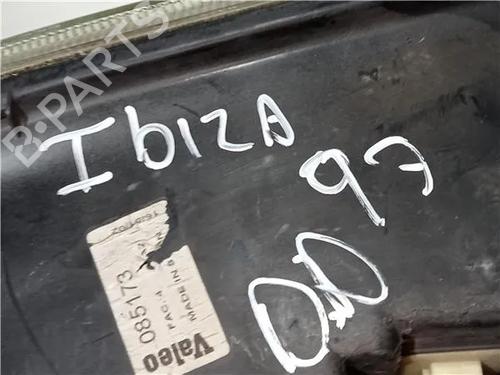 B-PARTS
IbIZA
97
DD
Valeo
085173
MADE IN